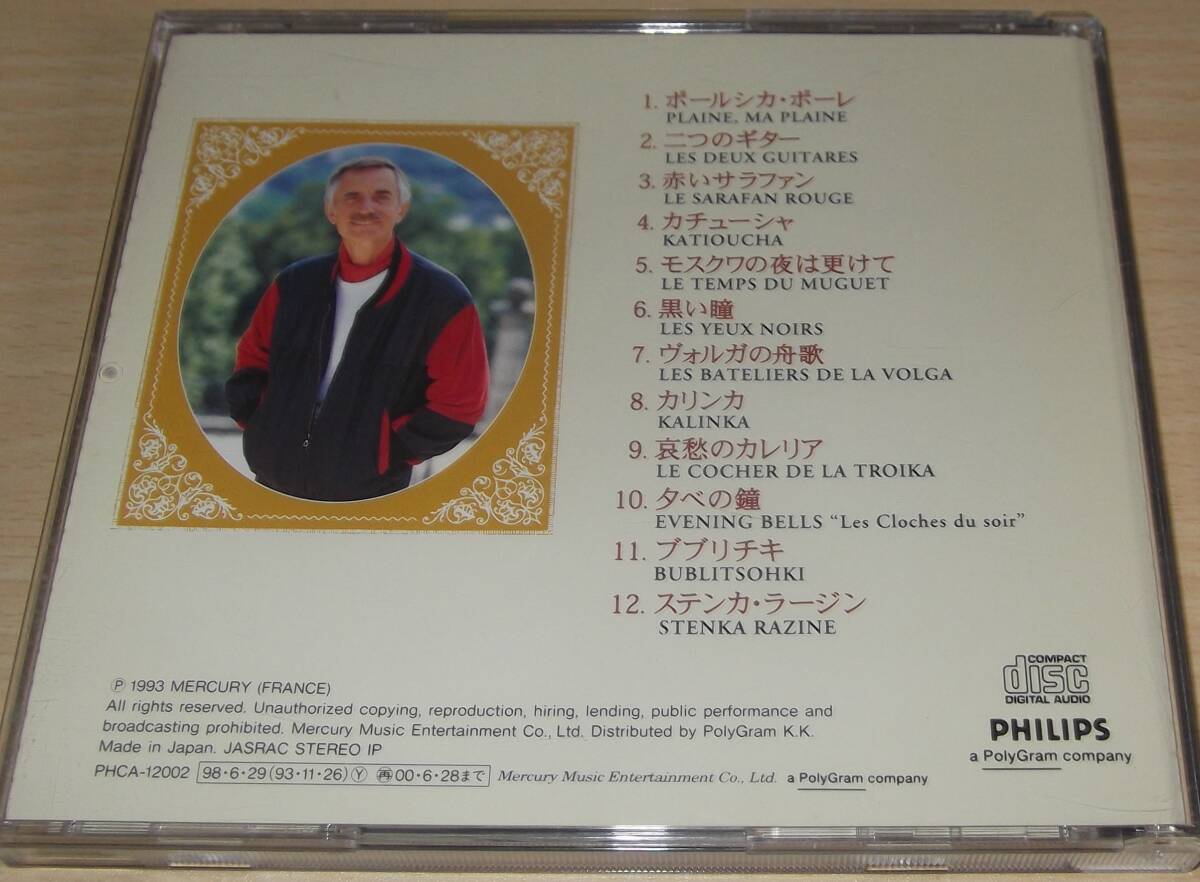 1. ポールシカ・ポーレ
PLAINE, MA PLAINE
2. 二つのギター
LES DEUX GUITARES
3. 赤いサラファン
LE SARAFAN ROUGE
4. カチューシャ
KATIOUCHA
5. モスクワの夜は更けて
LE TEMPS DU MUGUET
6. 黒い瞳
LES YEUX NOIRS
7. ヴォルガの舟歌
LES BATELIERS DE LA VOLGA
8. カリンカ
KALINKA
9. 哀愁のカレリア
LE COCHER DE LA TROIKA
10. 夕べの鐘
EVENING BELLS “Les Cloches du soir”
11. ブブリチキ
BUBLITSOHKI
12. ステンカ・ラージン
STENKA RAZINE
Ⓟ 1993 MERCURY (FRANCE)
All rights reserved. Unauthorized copying, reproduction, hiring, lending, public performance and
broadcasting prohibited. Mercury Music Entertainment Co., Ltd. Distributed by PolyGram K.K.
Made in Japan. JASRAC STEREO IP
PHCA-12002 98・6・29(93・11・26)Ⓨ ㊢再00・6・28まで Mercury Music Entertainment Co., Ltd. a PolyGram company
COMPACT
disc
DIGITAL AUDIO
PHILIPS
a PolyGram company